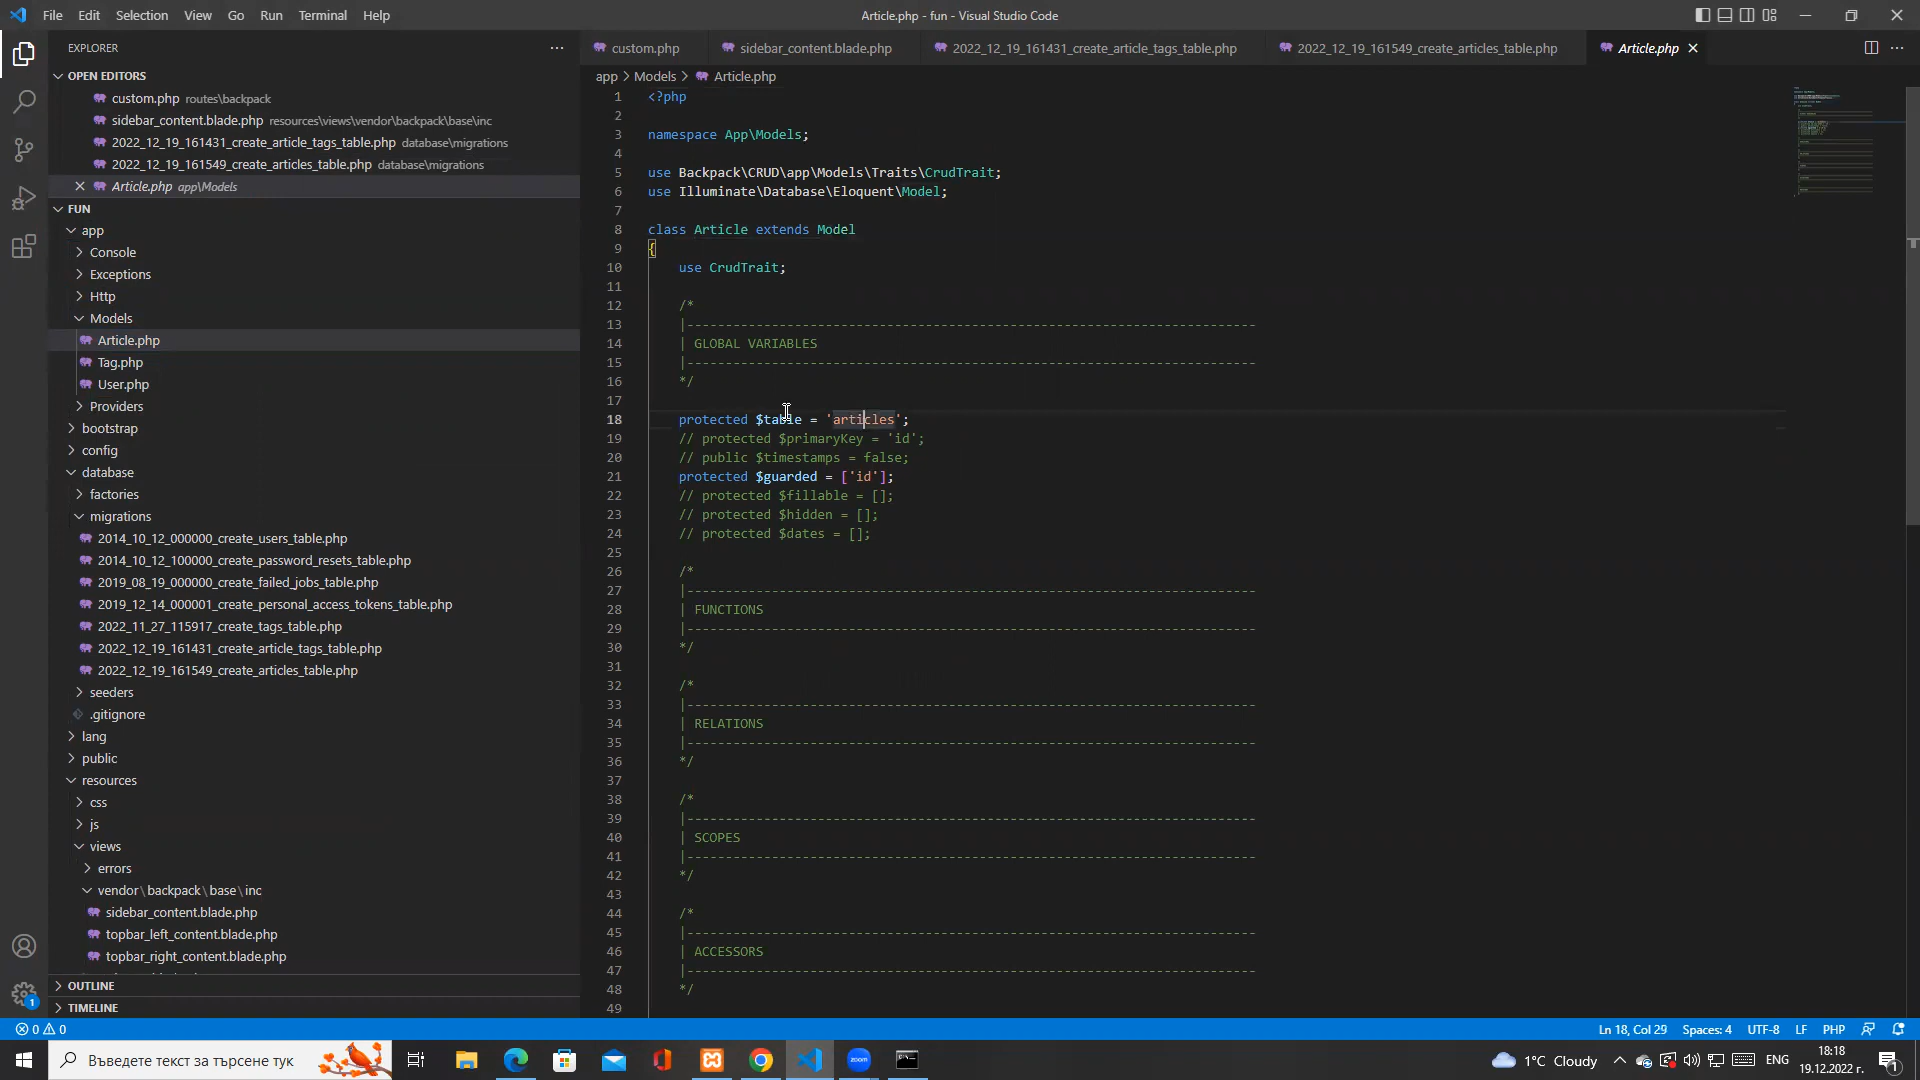 File Edit Selection View Go Run Terminal Help
Article.php - fun - Visual Studio Code
EXPLORER
OPEN EDITORS
custom.php routes\backpack
sidebar_content.blade.php resources\views\vendor\backpack\base\inc
2022_12_19_161431_create_article_tags_table.php database\migrations
2022_12_19_161549_create_articles_table.php database\migrations
Article.php app\Models
FUN
app
Console
Exceptions
Http
Models
Article.php
Tag.php
User.php
Providers
bootstrap
config
database
factories
migrations
2014_10_12_000000_create_users_table.php
2014_10_12_100000_create_password_resets_table.php
2019_08_19_000000_create_failed_jobs_table.php
2019_12_14_000001_create_personal_access_tokens_table.php
2022_11_27_115917_create_tags_table.php
2022_12_19_161431_create_article_tags_table.php
2022_12_19_161549_create_articles_table.php
seeders
.gitignore
lang
public
resources
css
js
views
errors
vendor\backpack\base\inc
sidebar_content.blade.php
topbar_left_content.blade.php
topbar_right_content.blade.php
OUTLINE
TIMELINE
custom.php sidebar_content.blade.php 2022_12_19_161431_create_article_tags_table.php 2022_12_19_161549_create_articles_table.php Article.php
app > Models > Article.php
1 <?php
2
3 namespace App\Models;
4
5 use Backpack\CRUD\app\Models\Traits\CrudTrait;
6 use Illuminate\Database\Eloquent\Model;
7
8 class Article extends Model
9 {
10 use CrudTrait;
11
12 /*
13 |--------------------------------------------------------------------------
14 | GLOBAL VARIABLES
15 |--------------------------------------------------------------------------
16 */
17
18 protected $table = 'articles';
19 // protected $primaryKey = 'id';
20 // public $timestamps = false;
21 protected $guarded = ['id'];
22 // protected $fillable = [];
23 // protected $hidden = [];
24 // protected $dates = [];
25
26 /*
27 |--------------------------------------------------------------------------
28 | FUNCTIONS
29 |--------------------------------------------------------------------------
30 */
31
32 /*
33 |--------------------------------------------------------------------------
34 | RELATIONS
35 |--------------------------------------------------------------------------
36 */
37
38 /*
39 |--------------------------------------------------------------------------
40 | SCOPES
41 |--------------------------------------------------------------------------
42 */
43
44 /*
45 |--------------------------------------------------------------------------
46 | ACCESSORS
47 |--------------------------------------------------------------------------
48 */
49
0 0 Ln 18, Col 29 Spaces: 4 UTF-8 LF PHP
1
Въведете текст за търсене тук
zoom
1°C Cloudy ENG
18:18
19.12.2022 г.
1